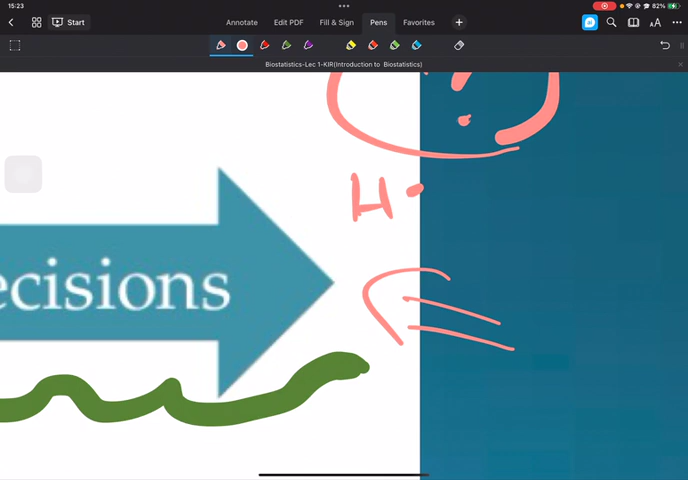 15:23
82%
Start
Annotate Edit PDF Fill & Sign Pens Favorites
Biostatistics-Lec 1-KIR(Introduction to Biostatistics)
H
ecisions